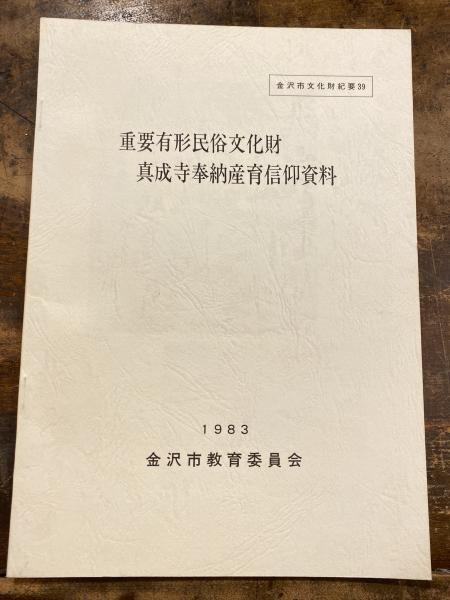 金沢市文化財紀要39
重要有形民俗文化財
真成寺奉納産育信仰資料
1983
金沢市教育委員会